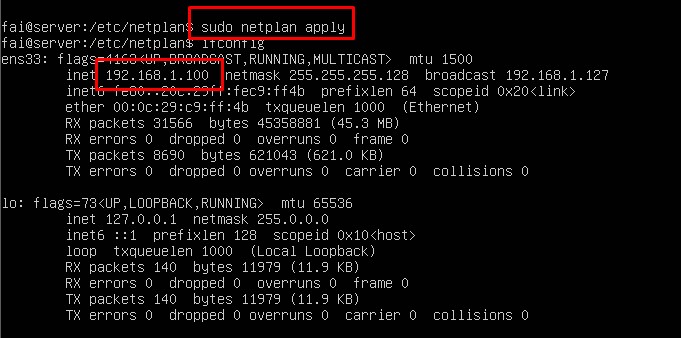 fai@server:/etc/netplan$ sudo netplan apply
fai@server:/etc/netplan$ ifconfig
ens33: flags=4163<UP,BROADCAST,RUNNING,MULTICAST>  mtu 1500
inet 192.168.1.100  netmask 255.255.255.128  broadcast 192.168.1.127
inet6 fe80::20c:29ff:fec9:ff4b  prefixlen 64  scopeid 0x20<link>
ether 00:0c:29:c9:ff:4b  txqueuelen 1000  (Ethernet)
RX packets 31566  bytes 45358881 (45.3 MB)
RX errors 0  dropped 0  overruns 0  frame 0
TX packets 8690  bytes 621043 (621.0 KB)
TX errors 0  dropped 0 overruns 0  carrier 0  collisions 0
lo: flags=73<UP,LOOPBACK,RUNNING>  mtu 65536
inet 127.0.0.1  netmask 255.0.0.0
inet6 ::1  prefixlen 128  scopeid 0x10<host>
loop  txqueuelen 1000  (Local Loopback)
RX packets 140  bytes 11979 (11.9 KB)
RX errors 0  dropped 0  overruns 0  frame 0
TX packets 140  bytes 11979 (11.9 KB)
TX errors 0  dropped 0 overruns 0  carrier 0  collisions 0